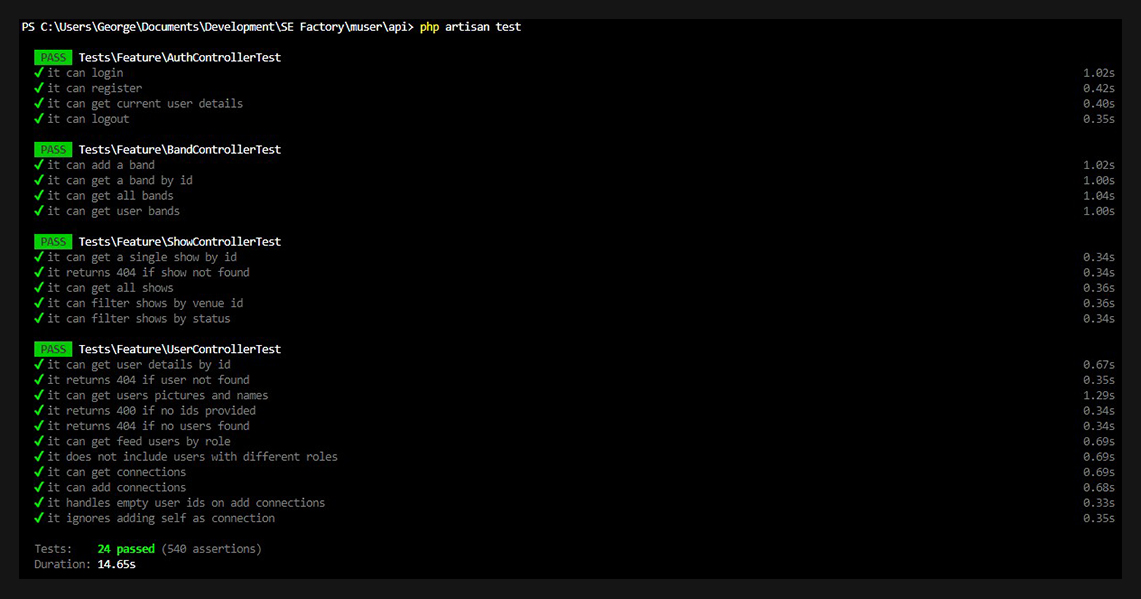 PS C:\Users\George\Documents\Development\SE Factory\muser\api> php artisan test
PASS Tests\Feature\AuthControllerTest
✓ it can login 1.02s
✓ it can register 0.42s
✓ it can get current user details 0.40s
✓ it can logout 0.35s
PASS Tests\Feature\BandControllerTest
✓ it can add a band 1.02s
✓ it can get a band by id 1.00s
✓ it can get all bands 1.04s
✓ it can get user bands 1.00s
PASS Tests\Feature\ShowControllerTest
✓ it can get a single show by id 0.34s
✓ it returns 404 if show not found 0.34s
✓ it can get all shows 0.36s
✓ it can filter shows by venue id 0.36s
✓ it can filter shows by status 0.34s
PASS Tests\Feature\UserControllerTest
✓ it can get user details by id 0.67s
✓ it returns 404 if user not found 0.35s
✓ it can get users pictures and names 1.29s
✓ it returns 400 if no ids provided 0.34s
✓ it returns 404 if no users found 0.34s
✓ it can get feed users by role 0.69s
✓ it does not include users with different roles 0.69s
✓ it can get connections 0.69s
✓ it can add connections 0.68s
✓ it handles empty user ids on add connections 0.33s
✓ it ignores adding self as connection 0.35s
Tests: 24 passed (540 assertions)
Duration: 14.65s